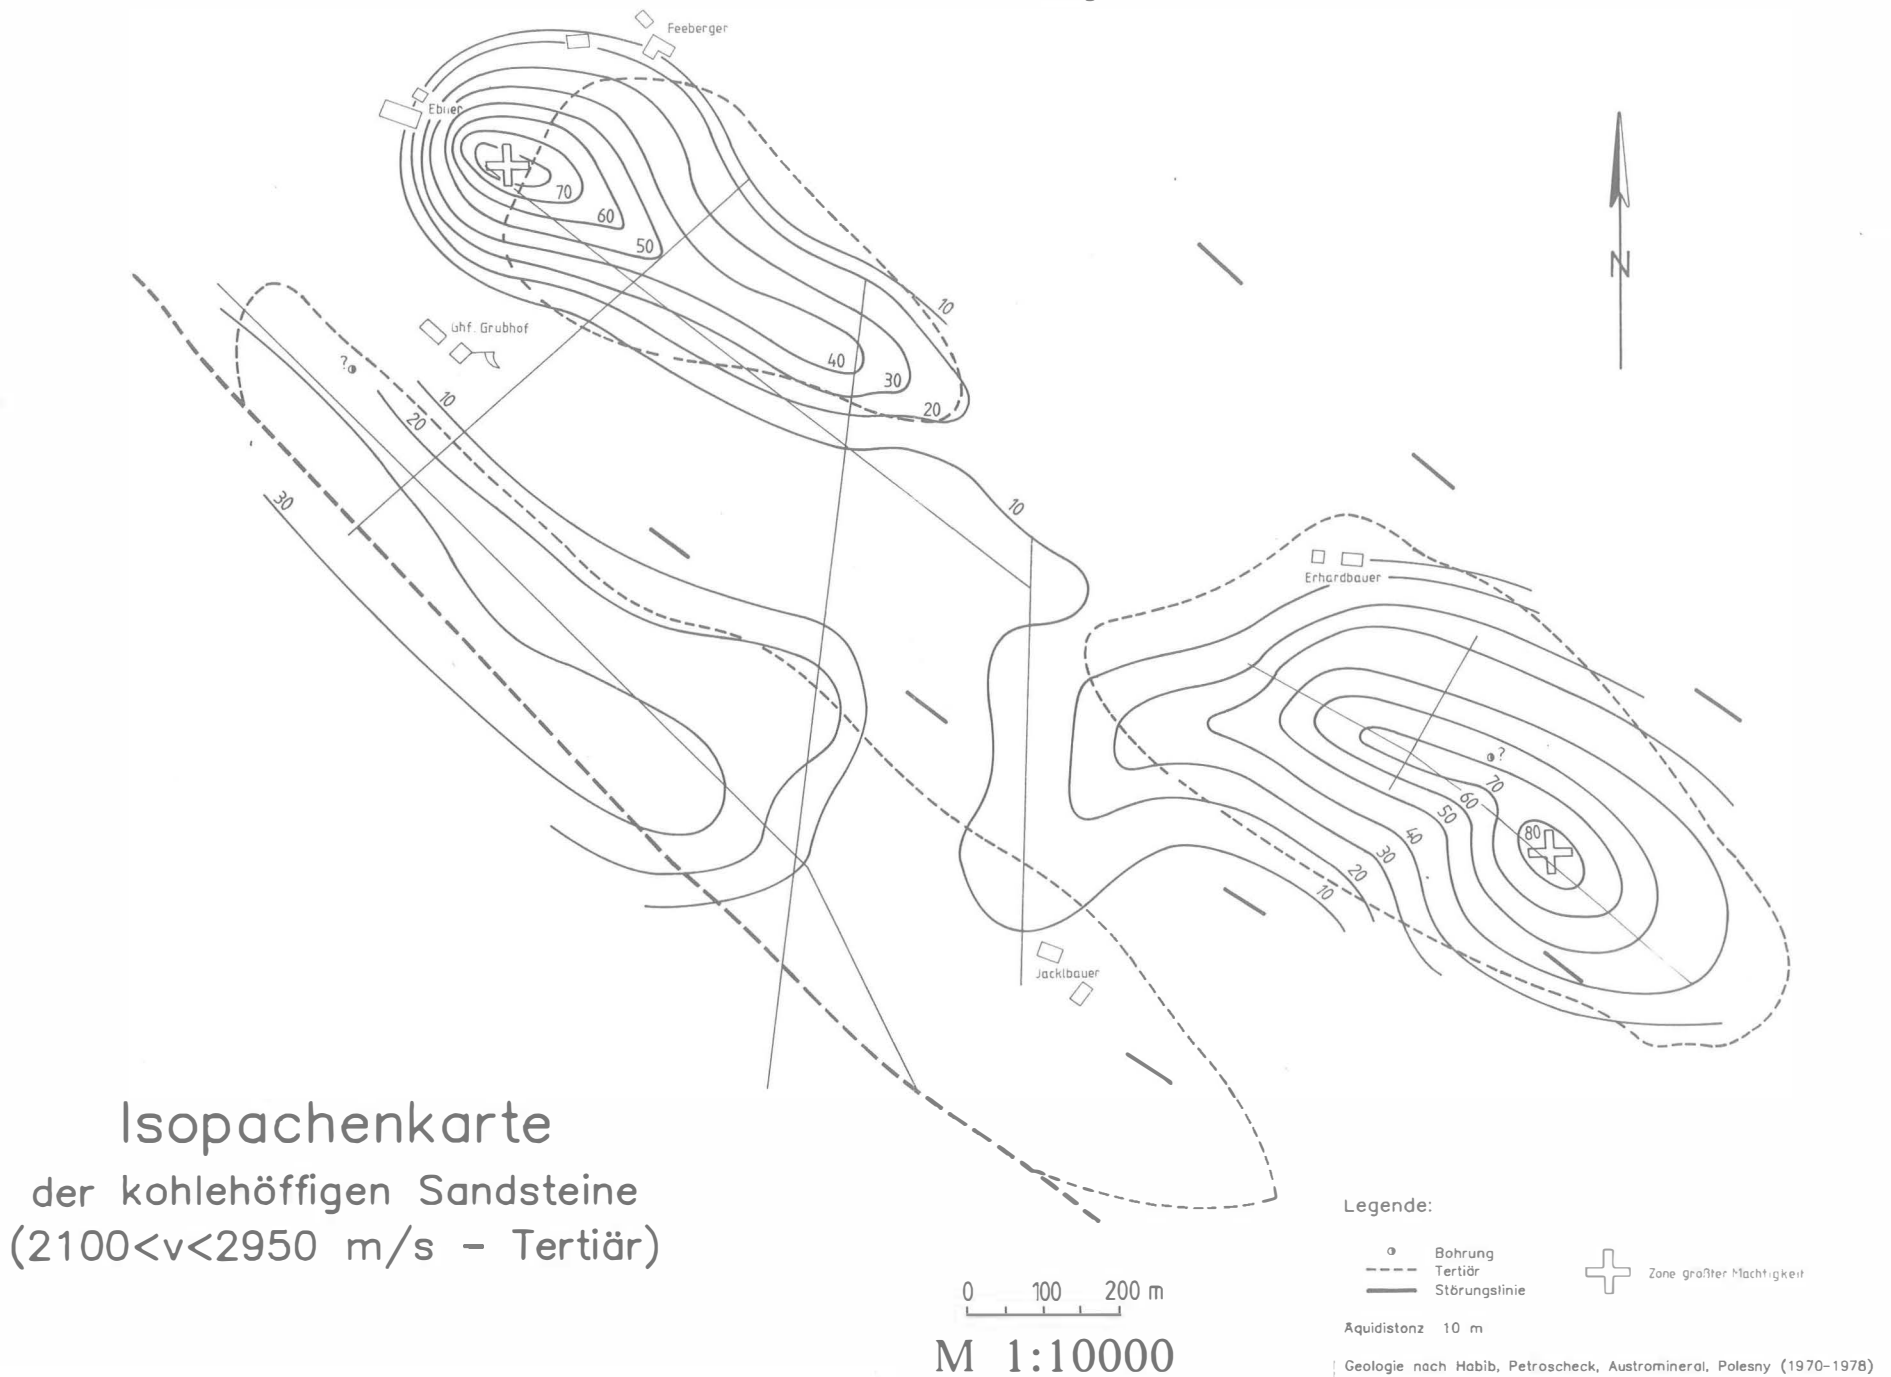 Feeberger
Ebner
70
60
50
N
10
Ghf. Grubhof
?
40
30
20
10
20
30
10
Erhardbauer
?
70
60
50
80
40
30
20
10
Jacklbauer
Isopachenkarte
der kohlehöffigen Sandsteine
(2100<v<2950 m/s – Tertiär)
Legende:
Bohrung
Tertiär
Störungslinie
Zone größter Mächtigkeit
0 100 200 m
M 1:10000
Äquidistanz 10 m
Geologie nach Habib, Petroscheck, Austromineral, Polesny (1970-1978)